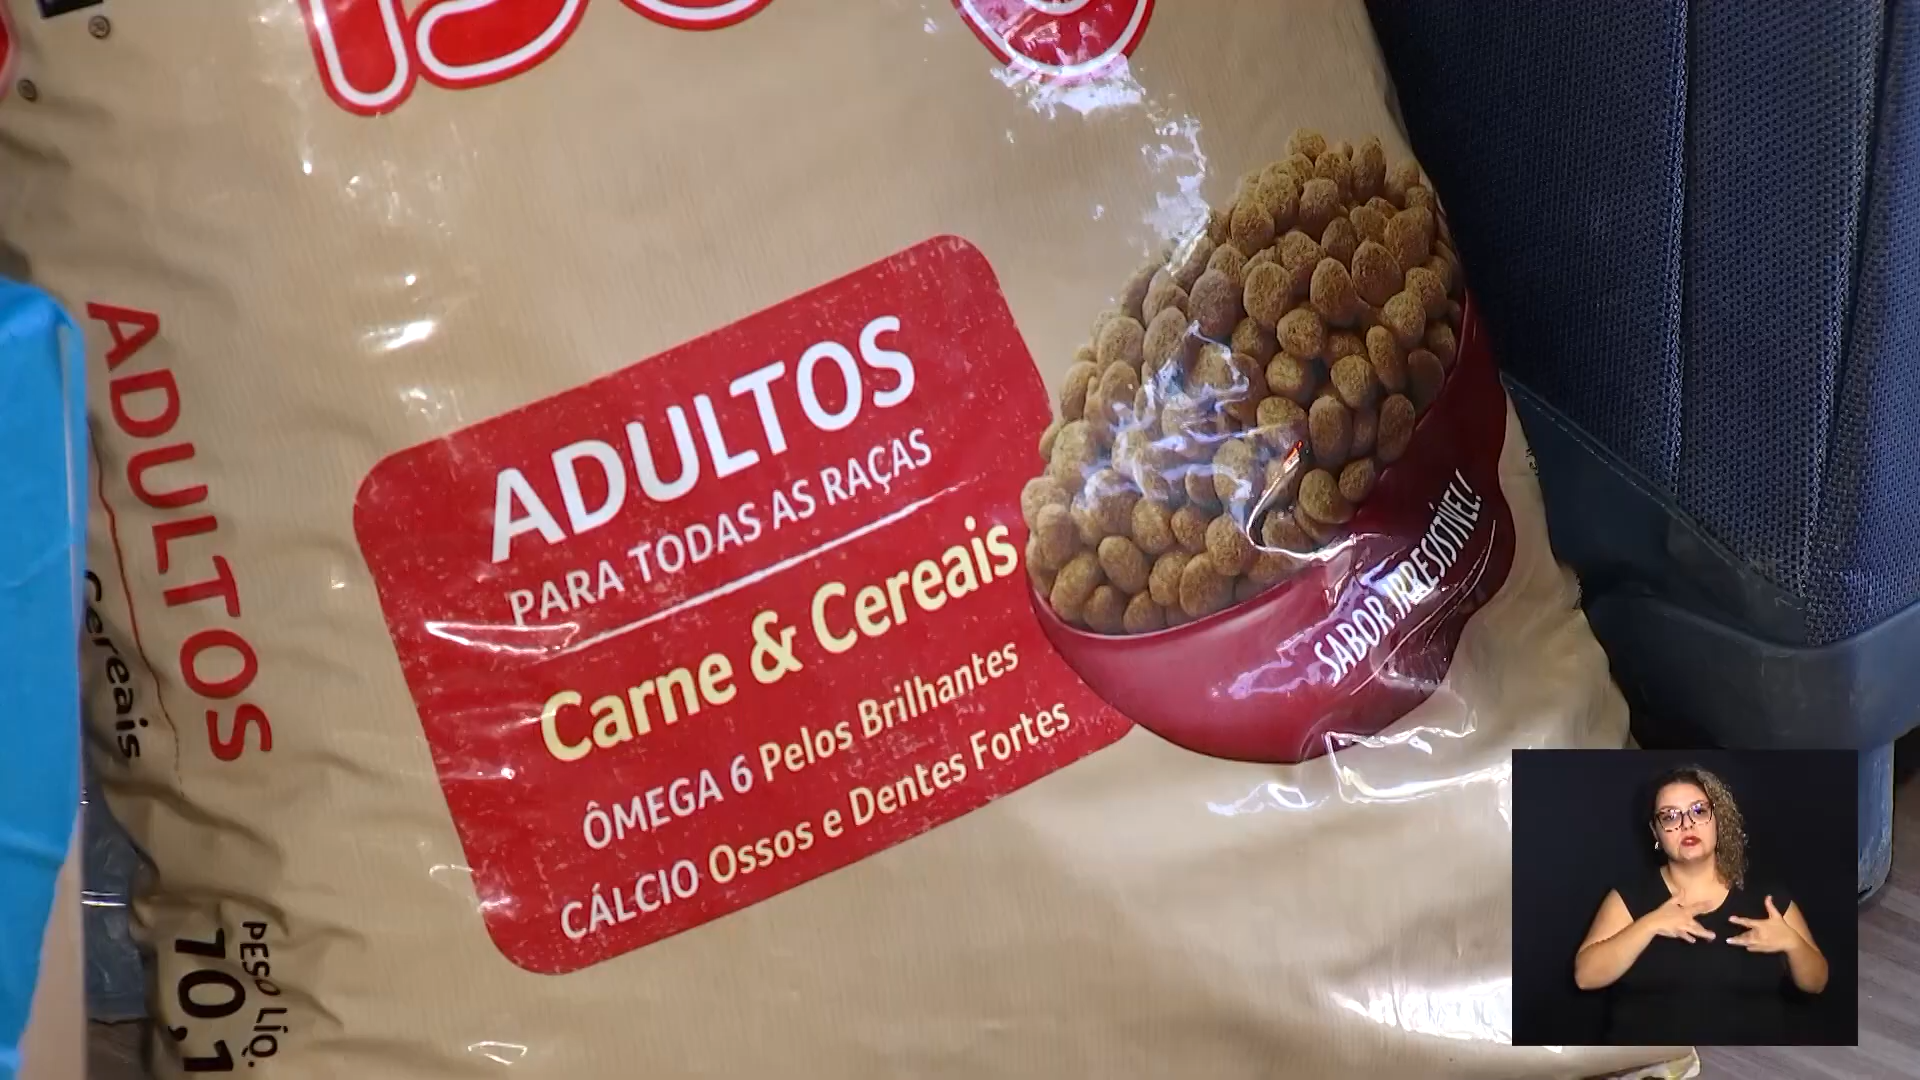 ADULTOS
Cereais
PESO LÍQ.
10,1
ADULTOS
PARA TODAS AS RAÇAS
Carne & Cereais
ÔMEGA 6 Pelos Brilhantes
CÁLCIO Ossos e Dentes Fortes
SABOR IRRESISTÍVEL!